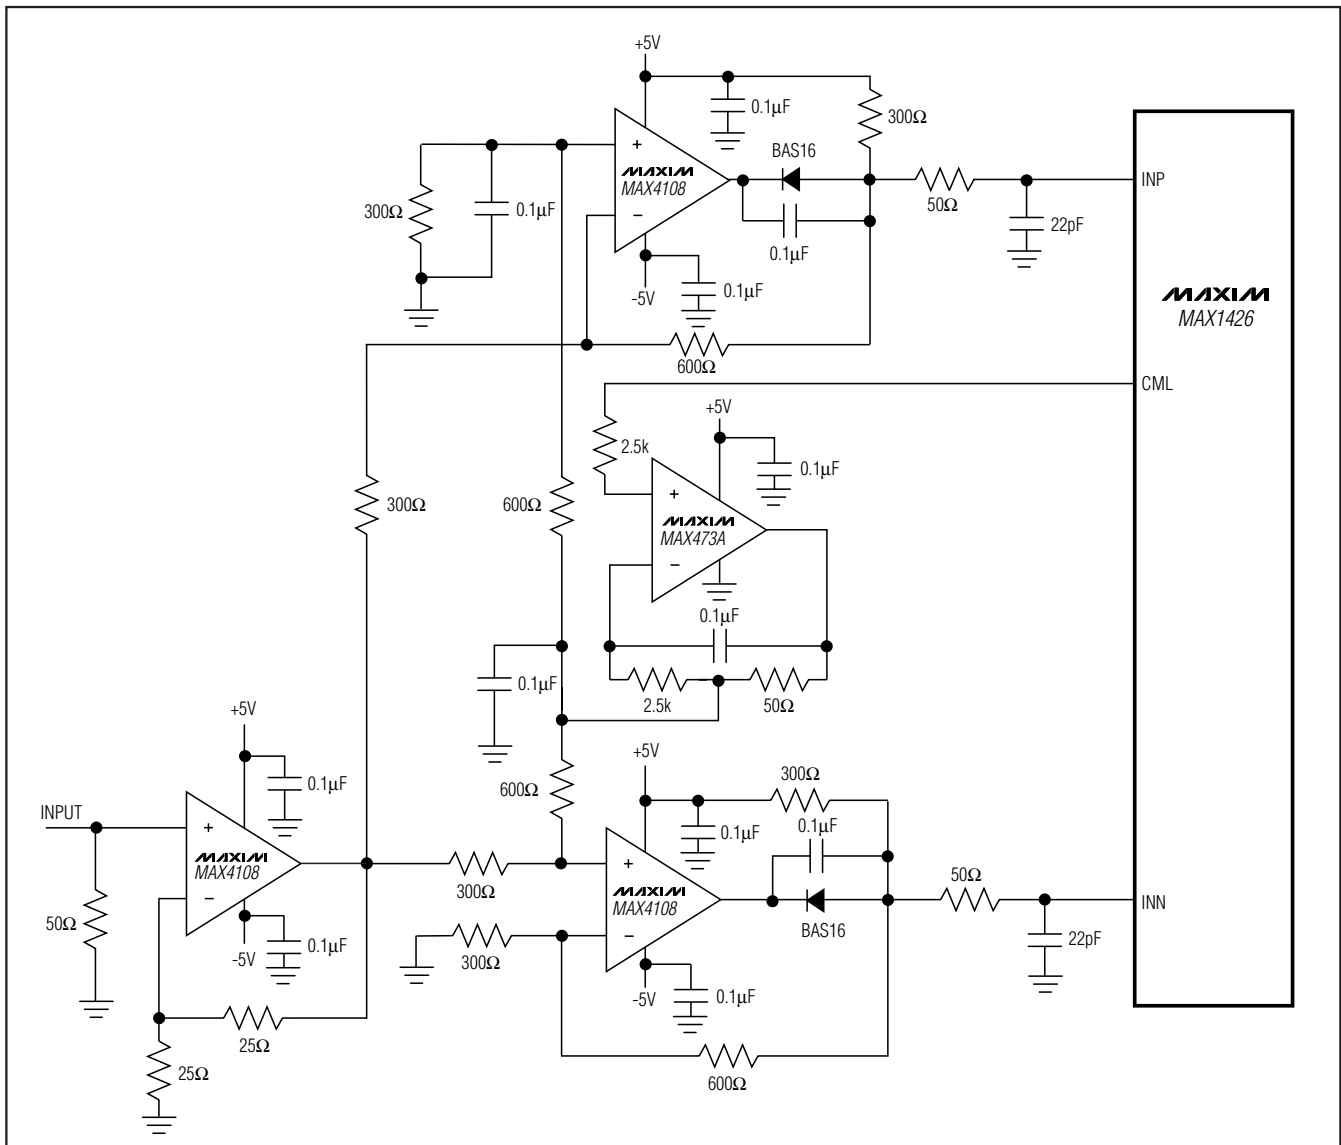 +5V
0.1µF
300Ω
BAS16
+
MAXIM
MAX4108
−
300Ω
0.1µF
0.1µF
50Ω
22pF
INP
-5V
0.1µF
MAXIM
MAX1426
600Ω
CML
+5V
2.5k
0.1µF
+
MAXIM
MAX473A
−
300Ω
600Ω
0.1µF
0.1µF
2.5k
50Ω
+5V
0.1µF
+5V
600Ω
300Ω
0.1µF
0.1µF
INPUT
+
MAXIM
MAX4108
−
300Ω
+
MAXIM
MAX4108
−
50Ω
INN
BAS16
50Ω
-5V
0.1µF
300Ω
22pF
-5V
0.1µF
25Ω
25Ω
600Ω